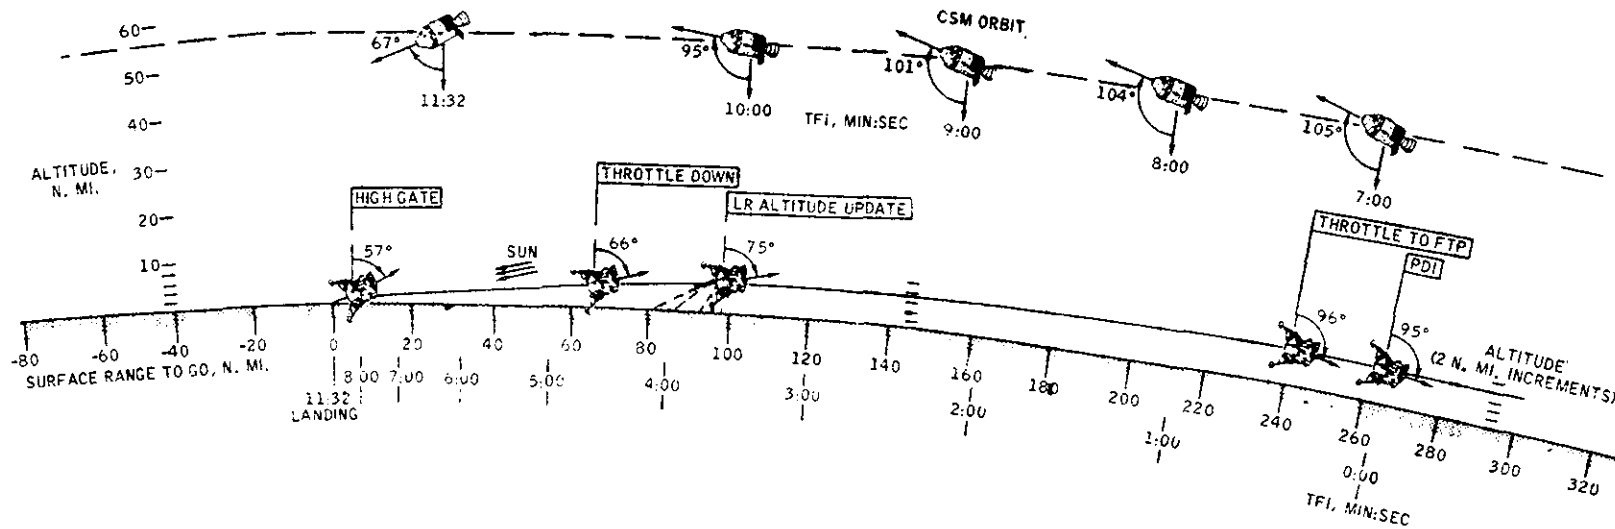 CSM ORBIT
60
50
40
30
20
10
ALTITUDE,
N. MI.
67°
11:32
95°
10:00
TFI, MIN:SEC
101°
9:00
104°
8:00
105°
7:00
HIGH GATE
57°
THROTTLE DOWN
66°
LR ALTITUDE UPDATE
75°
SUN
THROTTLE TO FTP
96°
PDI
95°
ALTITUDE
(2 N. MI. INCREMENTS)
-80 -60 -40 -20 0 20 40 60 80 100 120 140 160 180 200 220 240 260 280 300 320
SURFACE RANGE TO GO, N. MI.
11:32 8:00 7:00 6:00 5:00 4:00 3:00 2:00 1:00 0:00
LANDING
TFI, MIN:SEC